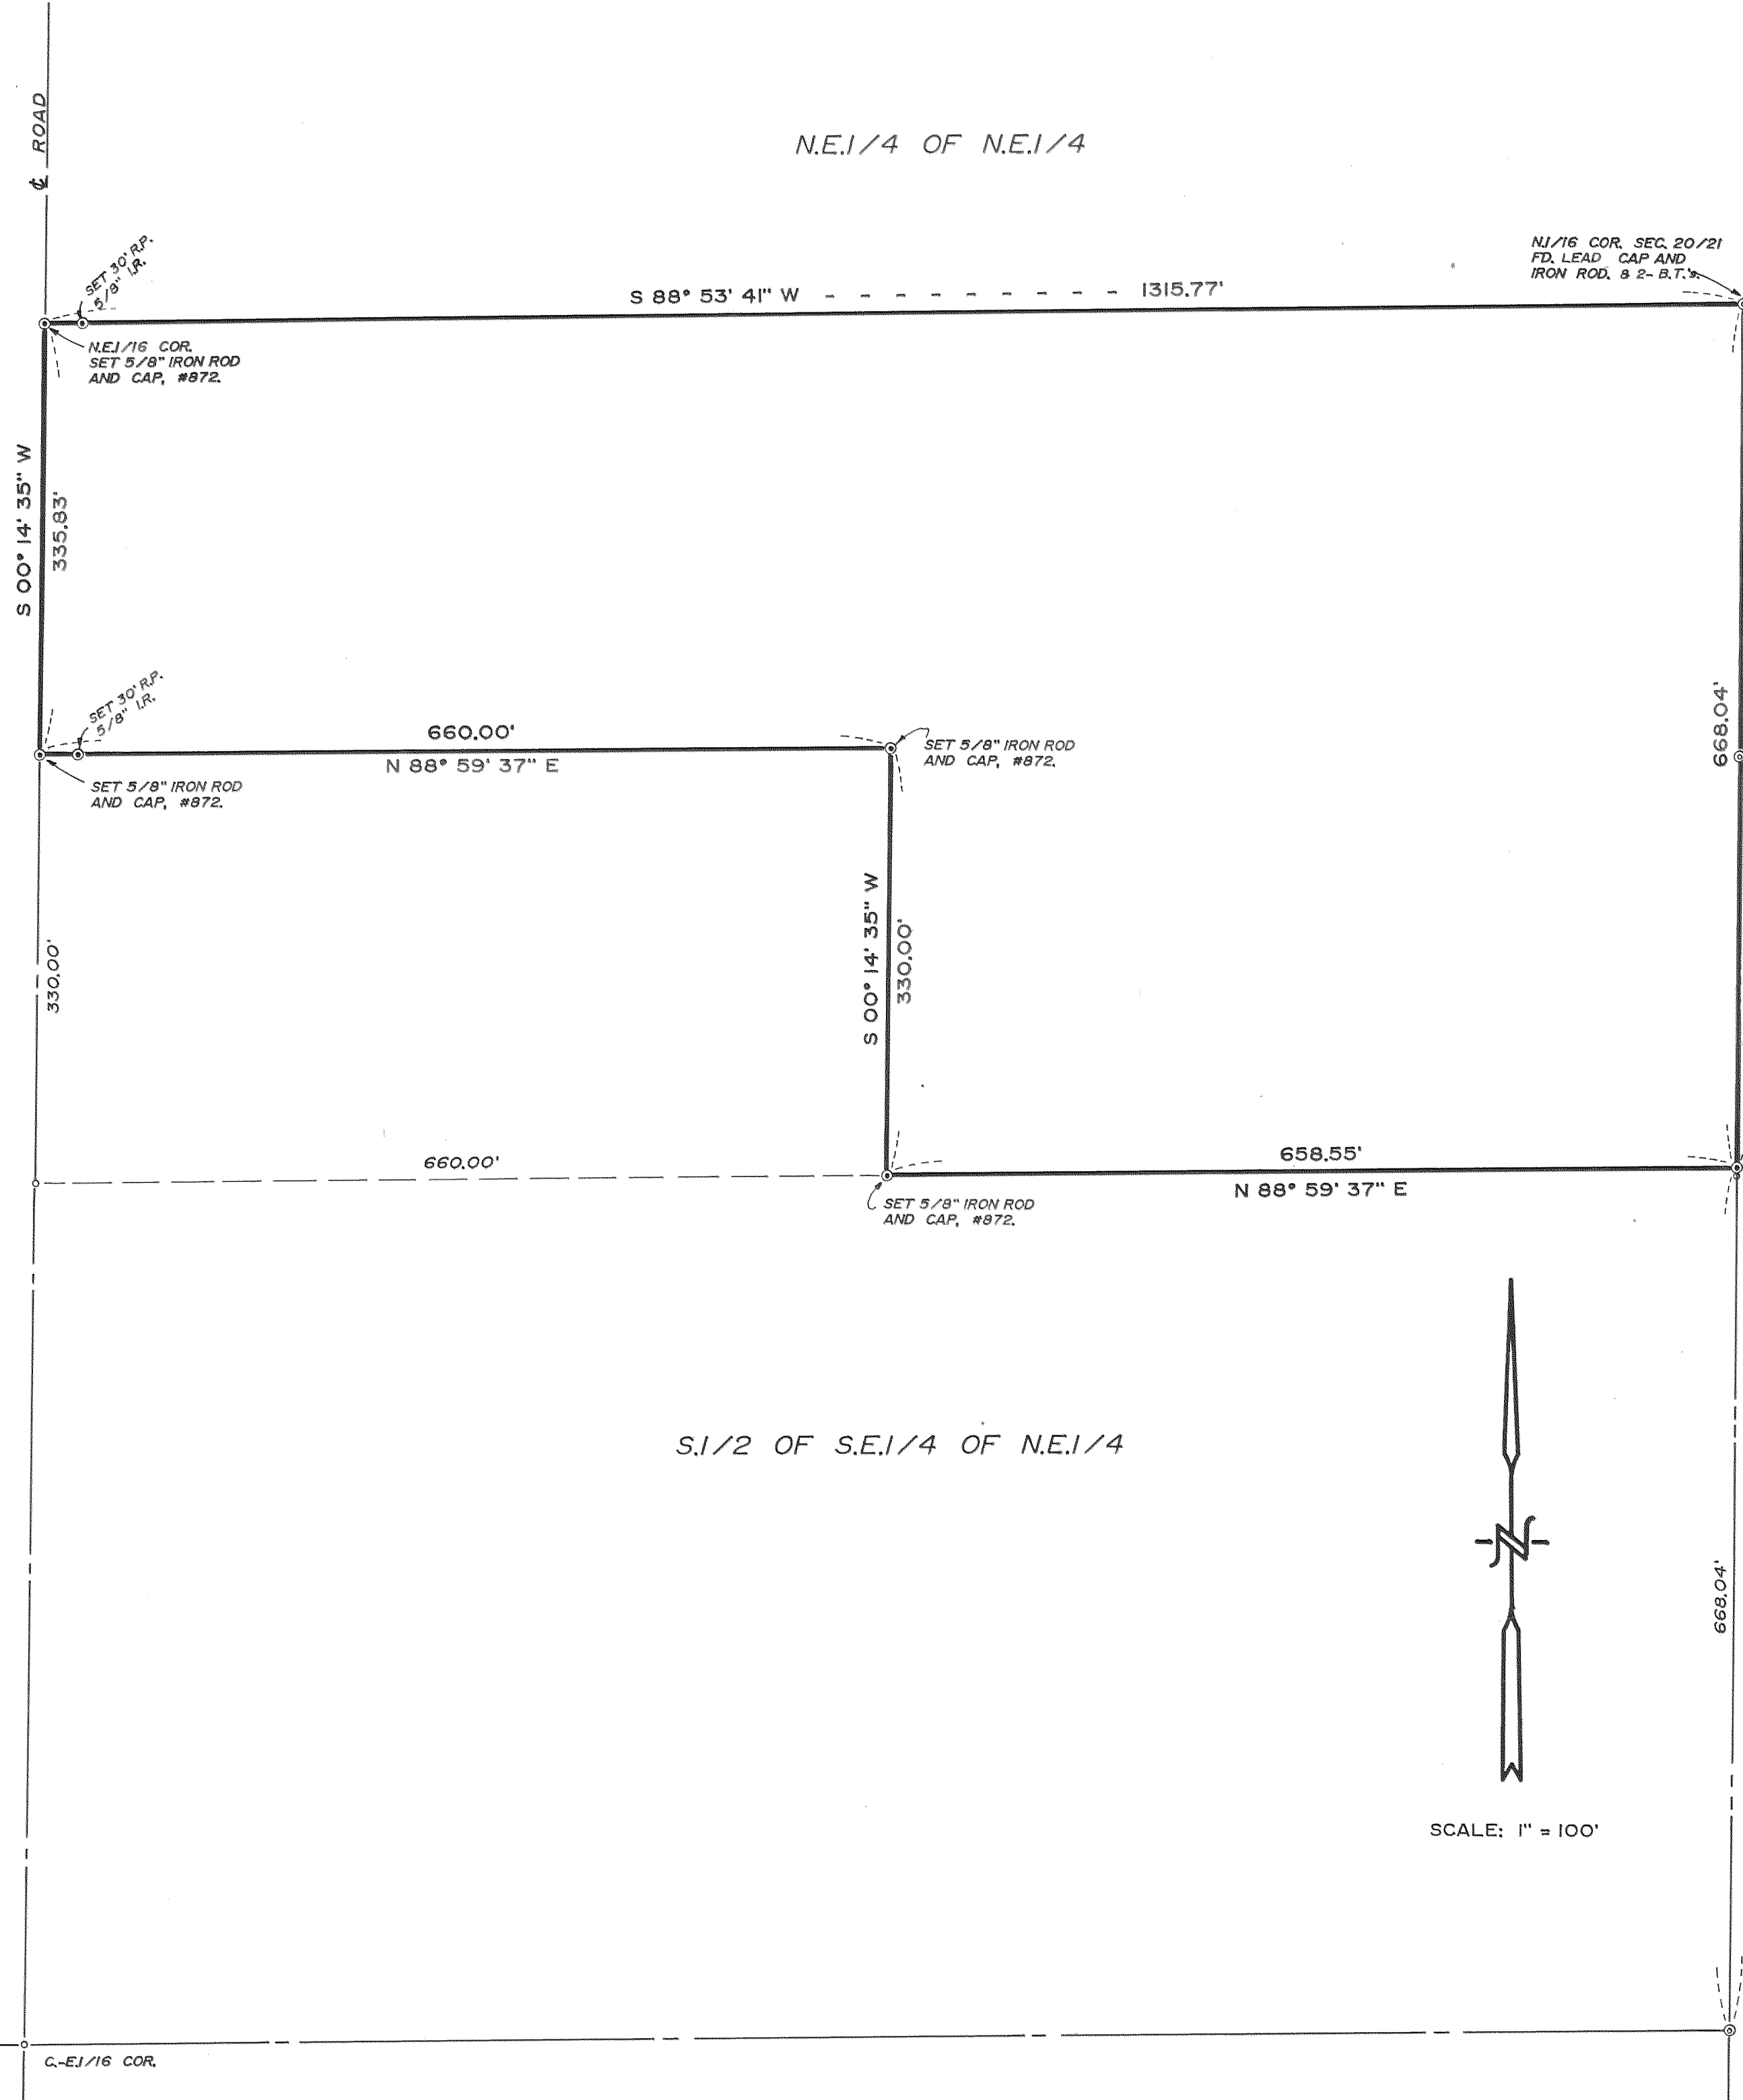 ℄ ROAD
N.E.1/4 OF N.E.1/4
SET 30' R.P.
5/8" I.R.
N.1/16 COR. SEC. 20/21
FD. LEAD CAP AND
IRON ROD. & 2- B.T.'s.
S 88° 53' 41" W - - - - - - - - - 1315.77'
N.E.1/16 COR.
SET 5/8" IRON ROD
AND CAP, #872.
S 00° 14' 35" W
335.83'
SET 30' R.P.
5/8" I.R.
660.00'
N 88° 59' 37" E
SET 5/8" IRON ROD
AND CAP, #872.
668.04'
SET 5/8" IRON ROD
AND CAP, #872.
330.00'
S 00° 14' 35" W
330.00'
660.00'
658.55'
N 88° 59' 37" E
SET 5/8" IRON ROD
AND CAP, #872.
S.1/2 OF S.E.1/4 OF N.E.1/4
N
668.04'
SCALE: 1" = 100'
C.-E.1/16 COR.